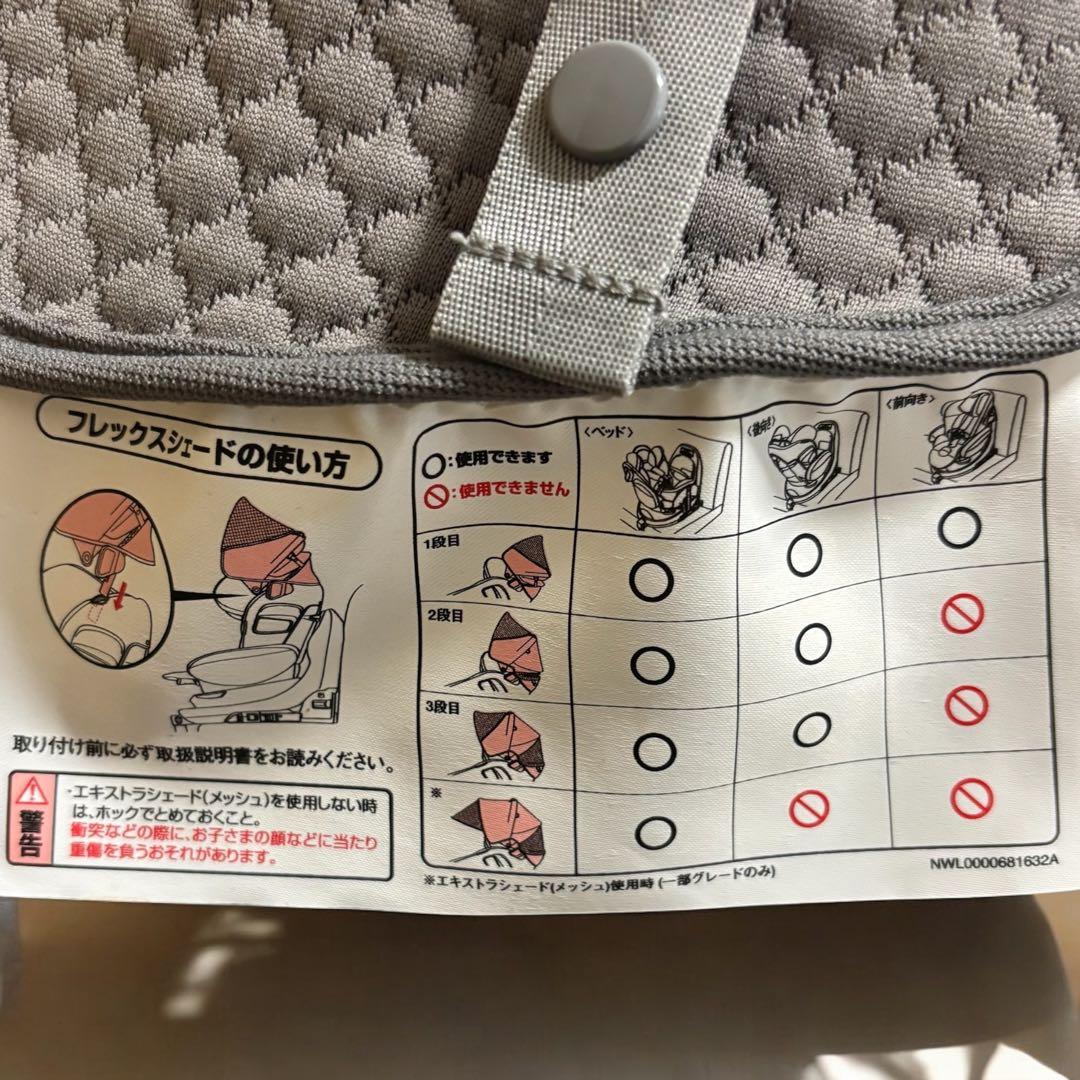 フレックスシェードの使い方
取り付け前に必ず取扱説明書をお読みください。
警告
・エキストラシェード(メッシュ)を使用しない時
は、ホックでとめておくこと。
衝突などの際に、お子さまの顔などに当たり
重傷を負うおそれがあります。
○:使用できます
🚫:使用できません
〈ベッド〉
〈後向き〉
〈前向き〉
1段目
2段目
3段目
※
※エキストラシェード(メッシュ)使用時(一部グレードのみ)
NWL0000681632A